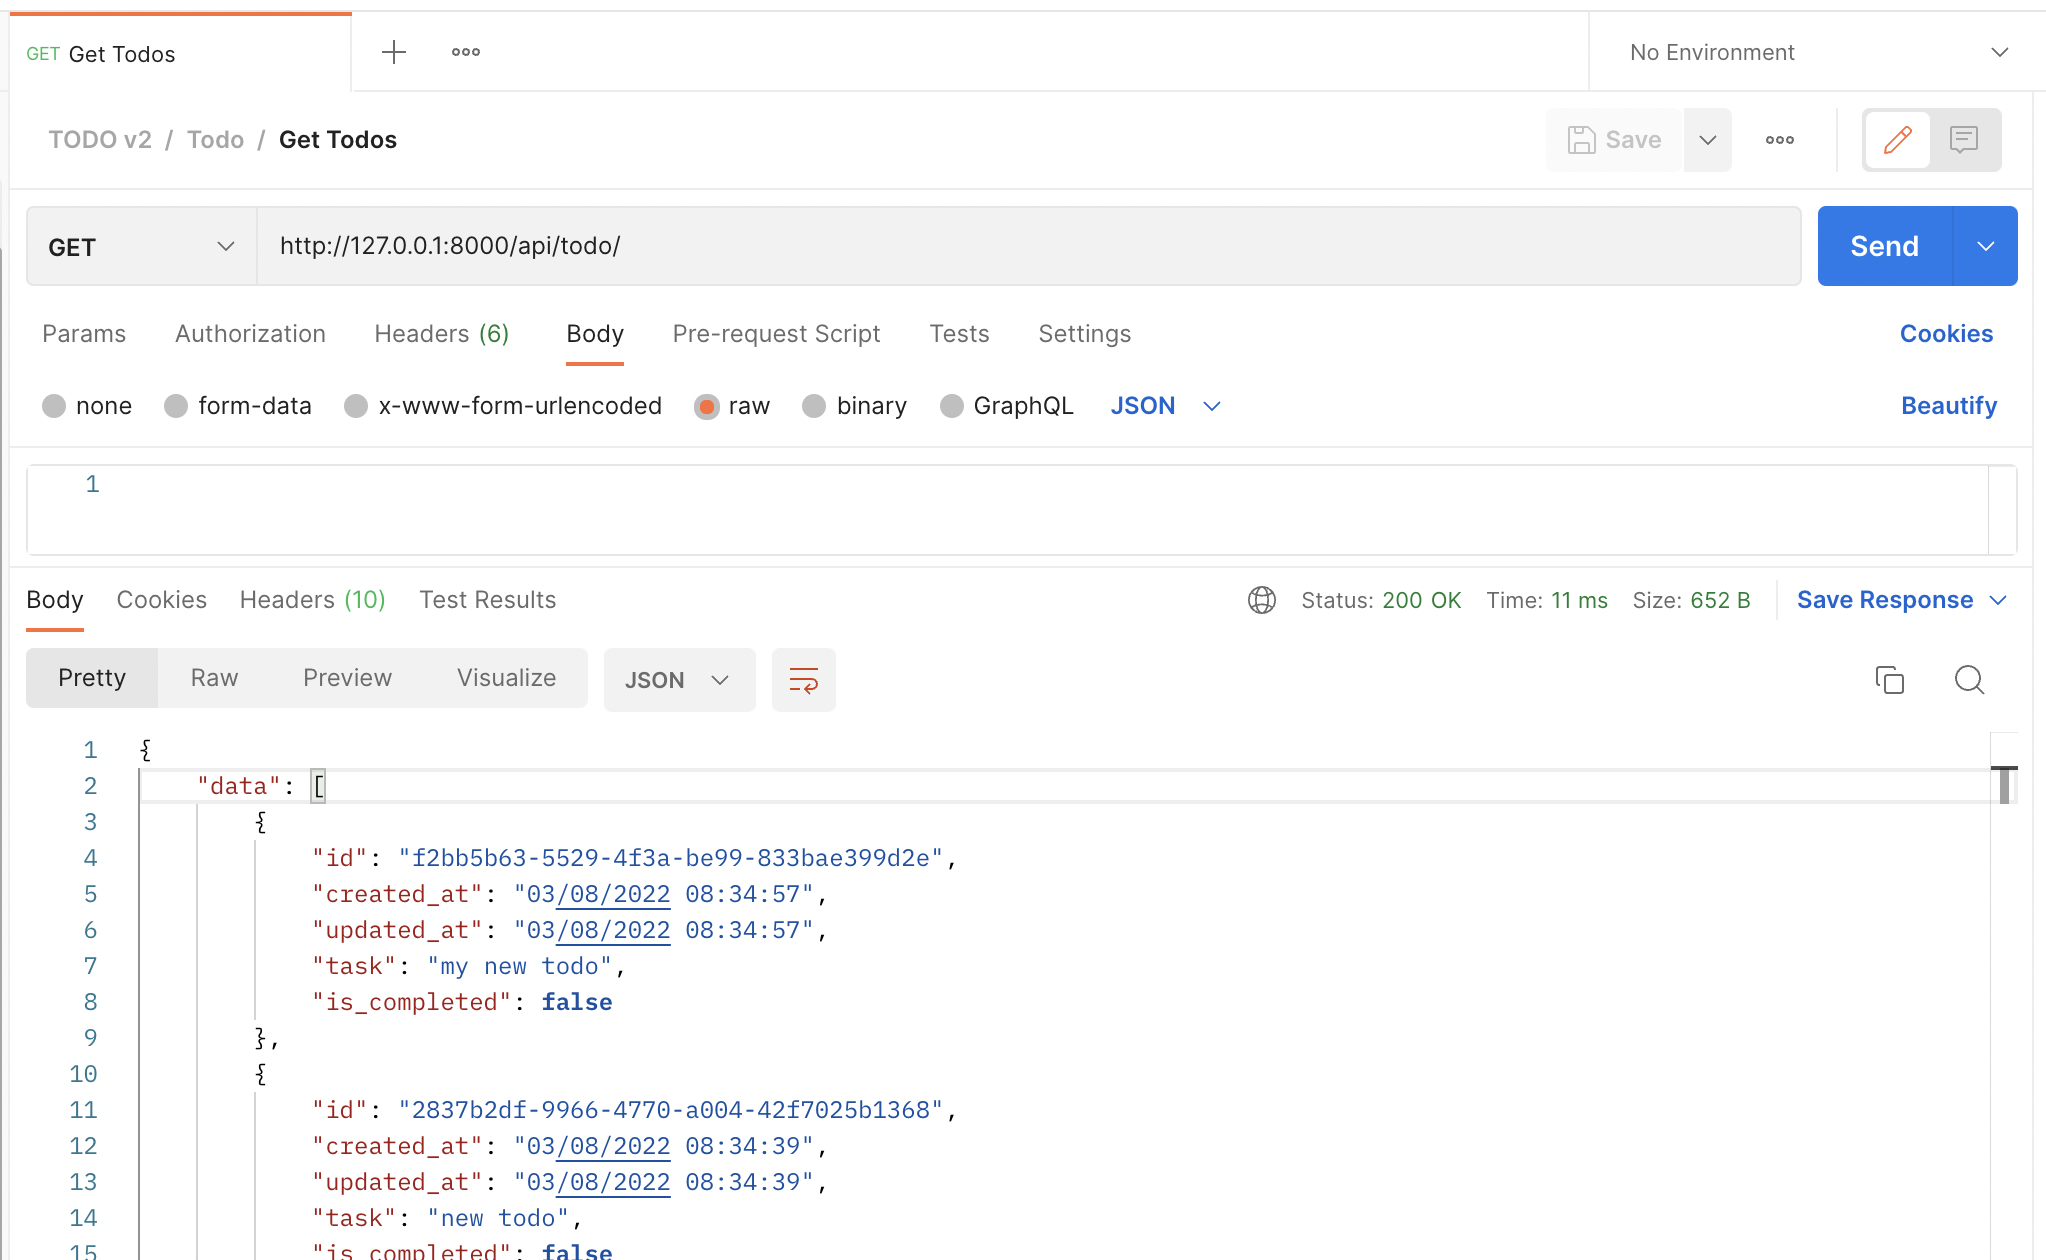 GET Get Todos
No Environment
TODO v2 / Todo / Get Todos
Save
GET http://127.0.0.1:8000/api/todo/ Send
Params Authorization Headers (6) Body Pre-request Script Tests Settings Cookies
none form-data x-www-form-urlencoded raw binary GraphQL JSON Beautify
1
Body Cookies Headers (10) Test Results Status: 200 OK Time: 11 ms Size: 652 B Save Response
Pretty Raw Preview Visualize JSON
1 {
2 "data": [
3 {
4 "id": "f2bb5b63-5529-4f3a-be99-833bae399d2e",
5 "created_at": "03/08/2022 08:34:57",
6 "updated_at": "03/08/2022 08:34:57",
7 "task": "my new todo",
8 "is_completed": false
9 },
10 {
11 "id": "2837b2df-9966-4770-a004-42f7025b1368",
12 "created_at": "03/08/2022 08:34:39",
13 "updated_at": "03/08/2022 08:34:39",
14 "task": "new todo",
15 "is_completed": false